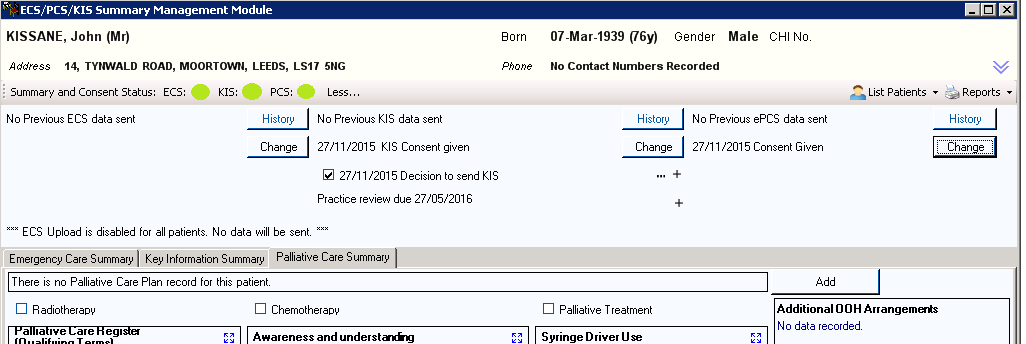 ECS/PCS/KIS Summary Management Module
KISSANE, John (Mr) Born 07-Mar-1939 (76y) Gender Male CHI No.
Address 14, TYNWALD ROAD, MOORTOWN, LEEDS, LS17 5NG Phone No Contact Numbers Recorded
Summary and Consent Status: ECS: KIS: PCS: Less... List Patients Reports
No Previous ECS data sent History No Previous KIS data sent History No Previous ePCS data sent History
Change 27/11/2015 KIS Consent given Change 27/11/2015 Consent Given Change
27/11/2015 Decision to send KIS ... +
Practice review due 27/05/2016 +
*** ECS Upload is disabled for all patients. No data will be sent. ***
Emergency Care Summary Key Information Summary Palliative Care Summary
There is no Palliative Care Plan record for this patient. Add
Radiotherapy Chemotherapy Palliative Treatment Additional OOH Arrangements
No data recorded.
Palliative Care Register Awareness and understanding Syringe Driver Use
(Qualifying Terms)